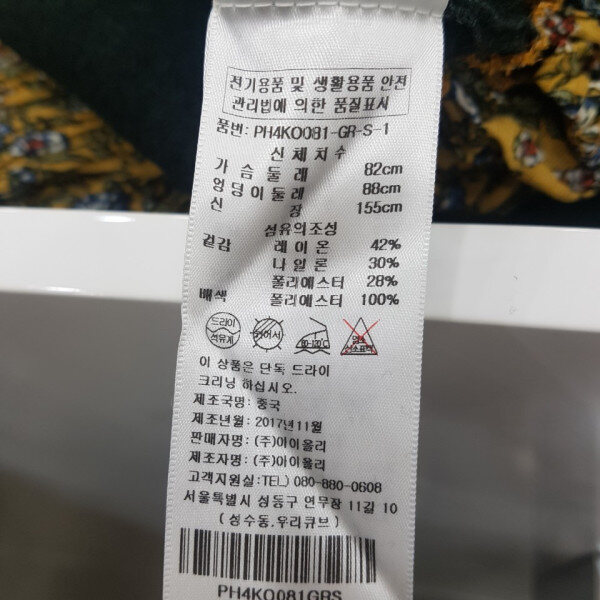 전기용품 및 생활용품 안전
관리법에 의한 품질표시
품번: PH4KO081-GR-S-1
신체치수
가슴둘레 82cm
엉덩이둘레 88cm
신장 155cm
섬유의조성
겉감 레이온 42%
나일론 30%
폴리에스터 28%
배색 폴리에스터 100%
드라이
석유계
80-120℃
염소
산소표백
이 상품은 단독 드라이
크리닝 하십시오.
제조국명: 중국
제조년월: 2017년11월
판매자명: (주)아이올리
제조자명: (주)아이올리
고객지원실:TEL) 080-880-0608
서울특별시 성동구 연무장 11길 10
(성수동,우리큐브)
PH4KO081GRS